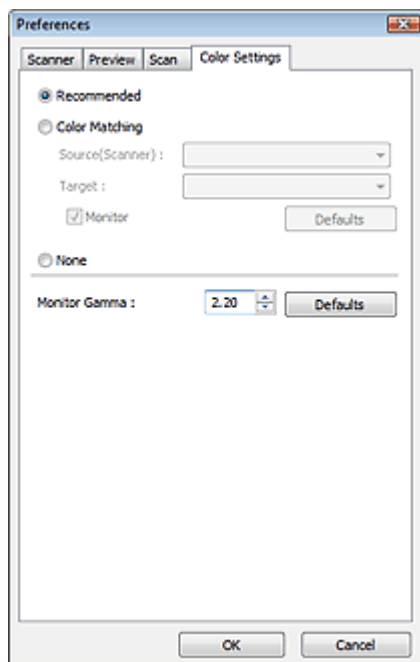 Preferences
Scanner Preview Scan Color Settings
Recommended
Color Matching
Source(Scanner) :
Target :
Monitor Defaults
None
Monitor Gamma : 2.20 Defaults
OK Cancel